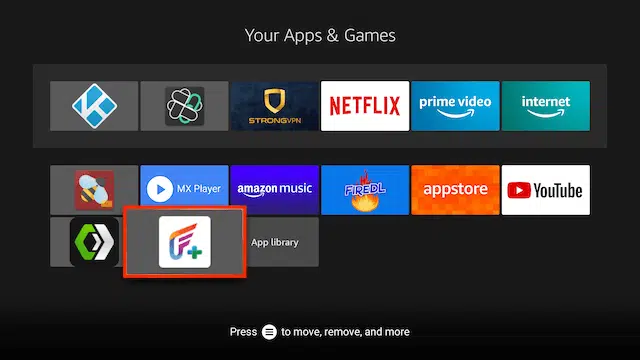 Your Apps & Games
STRONGVPN
NETFLIX
prime video
internet
MX Player
amazon music
FIREDL
appstore
YouTube
App library
Press to move, remove, and more